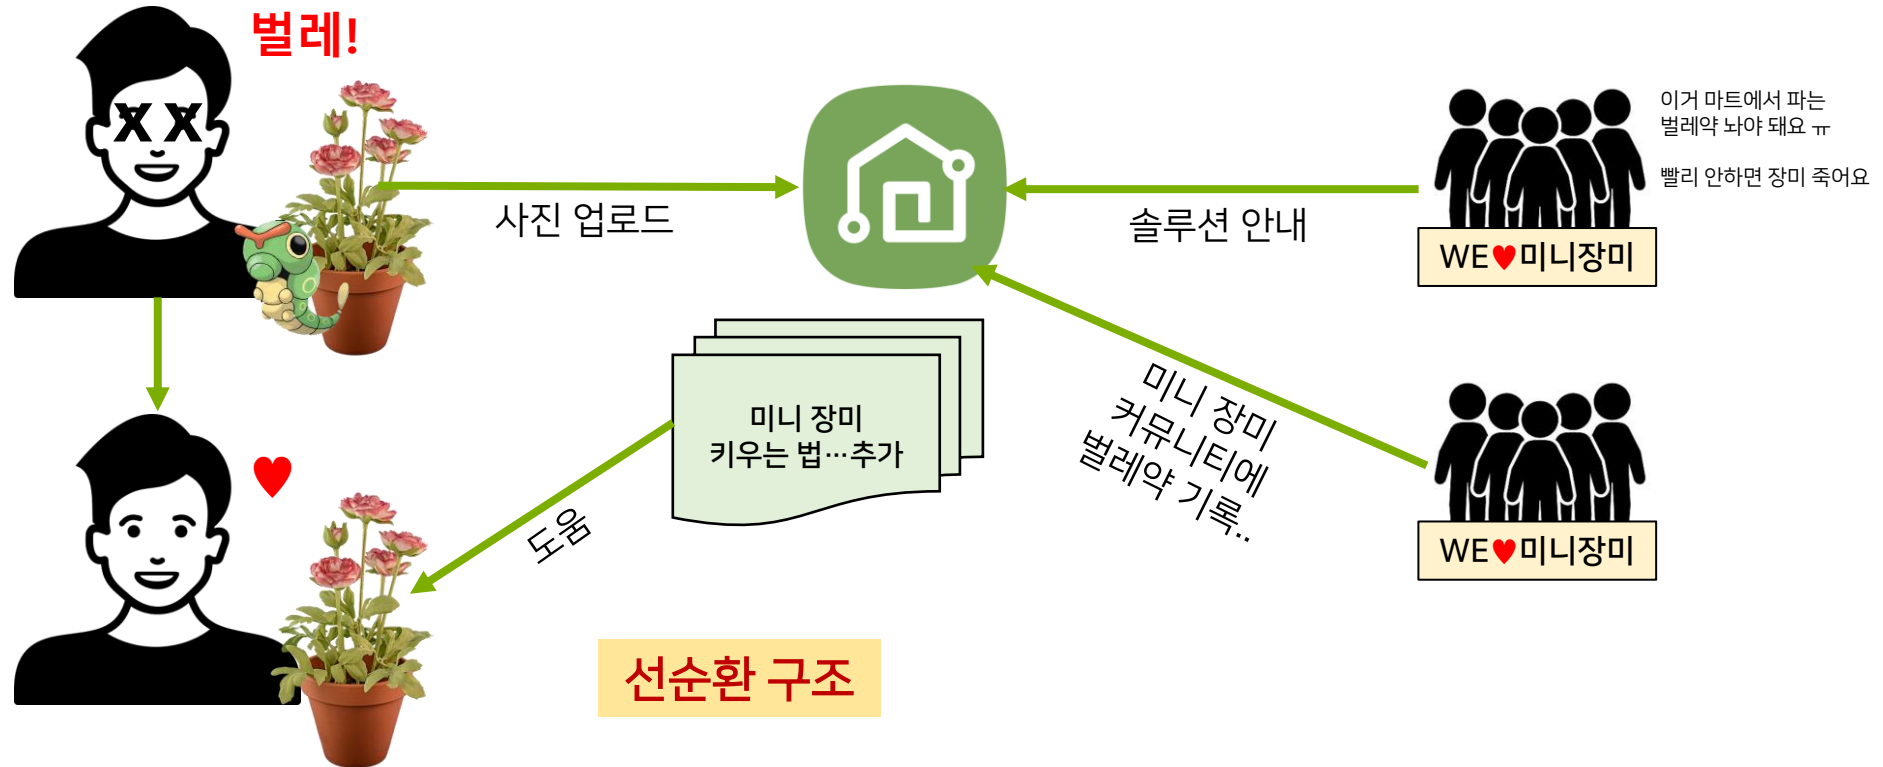 벌레!
사진 업로드
솔루션 안내
이거 마트에서 파는
벌레약 놔야 돼요 ㅠ
빨리 안하면 장미 죽어요
WE♥미니장미
미니 장미
키우는 법…추가
도움
미니 장미
커뮤니티에
벌레약 기록..
WE♥미니장미
선순환 구조